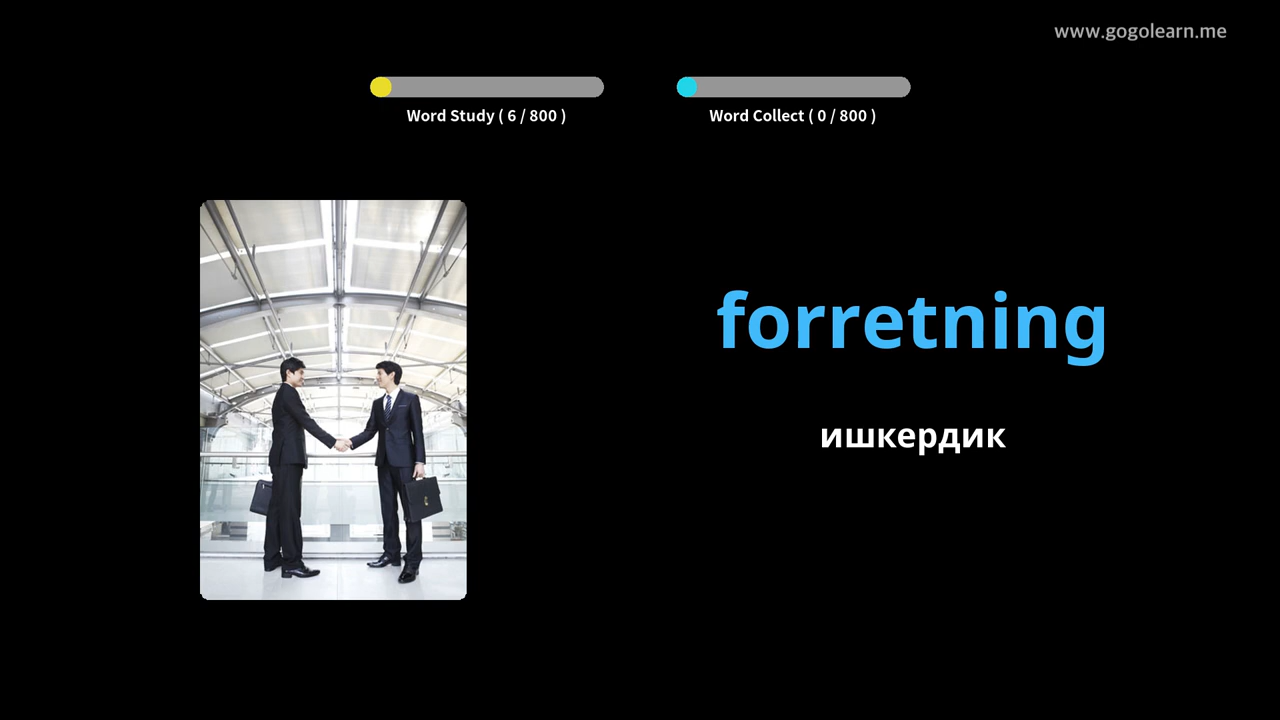 www.gogolearn.me
Word Study ( 6 / 800 )
Word Collect ( 0 / 800 )
forretning
ишкердик